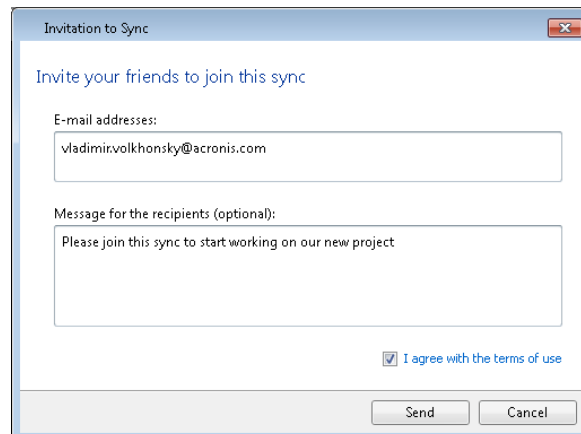 Invitation to Sync
Invite your friends to join this sync
E-mail addresses:
vladimir.volkhonsky@acronis.com
Message for the recipients (optional):
Please join this sync to start working on our new project
I agree with the terms of use
Send
Cancel